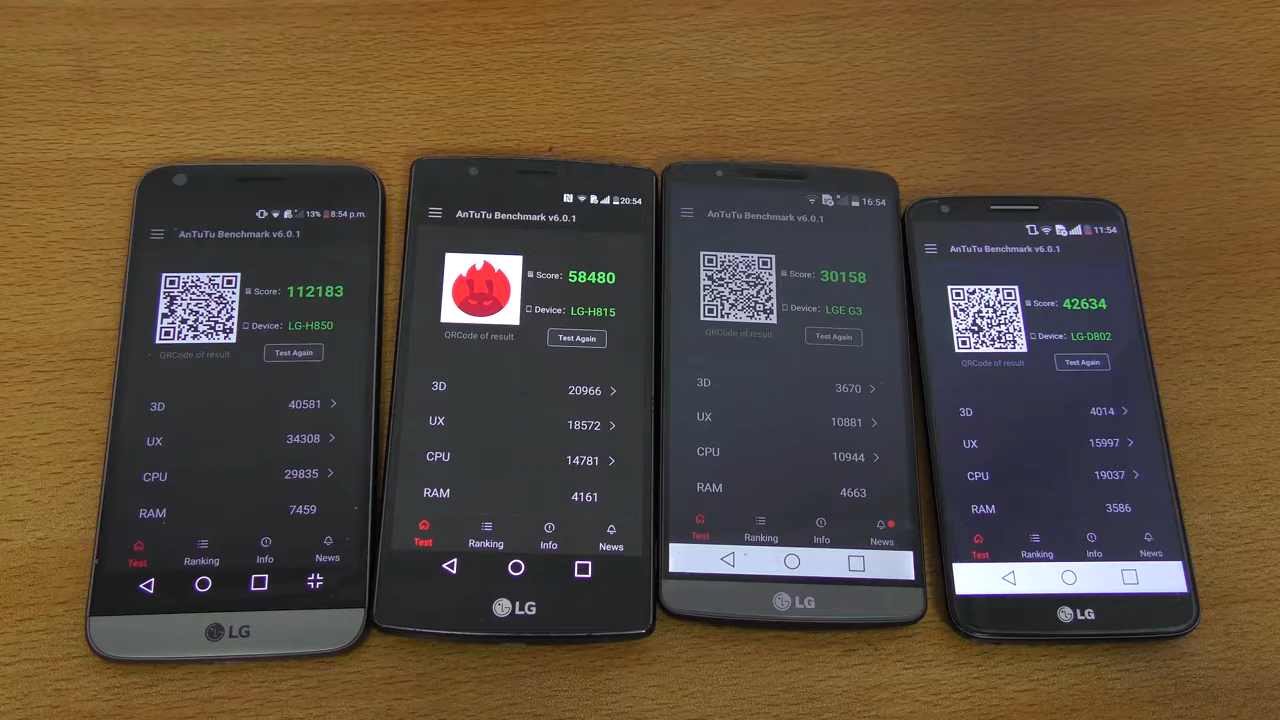 13% 8:54 p.m.
AnTuTu Benchmark v6.0.1
Score: 112183
Device: LG-H850
QRCode of result
Test Again
3D 40581
UX 34308
CPU 29835
RAM 7459
Test Ranking Info News
LG
20:54
AnTuTu Benchmark v6.0.1
Score: 58480
Device: LG-H815
QRCode of result
Test Again
3D 20966
UX 18572
CPU 14781
RAM 4161
Test Ranking Info News
LG
16:54
AnTuTu Benchmark v6.0.1
Score: 30158
Device: LGE G3
QRCode of result
Test Again
3D 3670
UX 10881
CPU 10944
RAM 4663
Test Ranking Info News
LG
11:54
AnTuTu Benchmark v6.0.1
Score: 42634
Device: LG-D802
QRCode of result
Test Again
3D 4014
UX 15997
CPU 19037
RAM 3586
Test Ranking Info News
LG